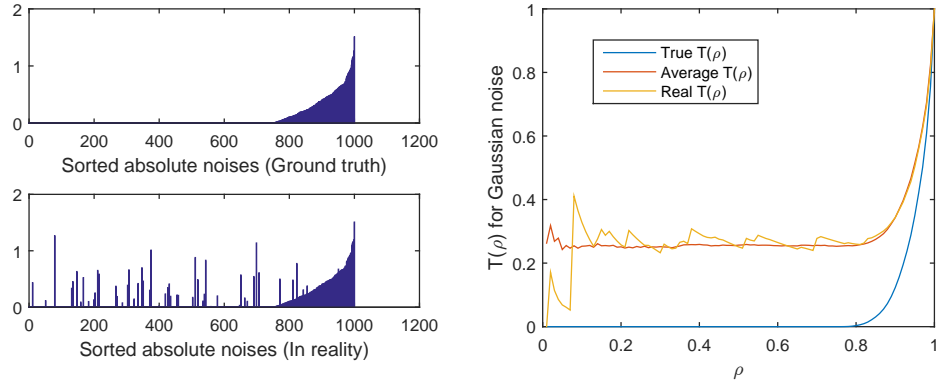 2
1
0
0 200 400 600 800 1000 1200
Sorted absolute noises (Ground truth)
2
1
0
0 200 400 600 800 1000 1200
Sorted absolute noises (In reality)
T(ρ) for Gaussian noise
1
0.8
0.6
0.4
0.2
0
0 0.2 0.4 0.6 0.8 1
ρ
True T(ρ)
Average T(ρ)
Real T(ρ)